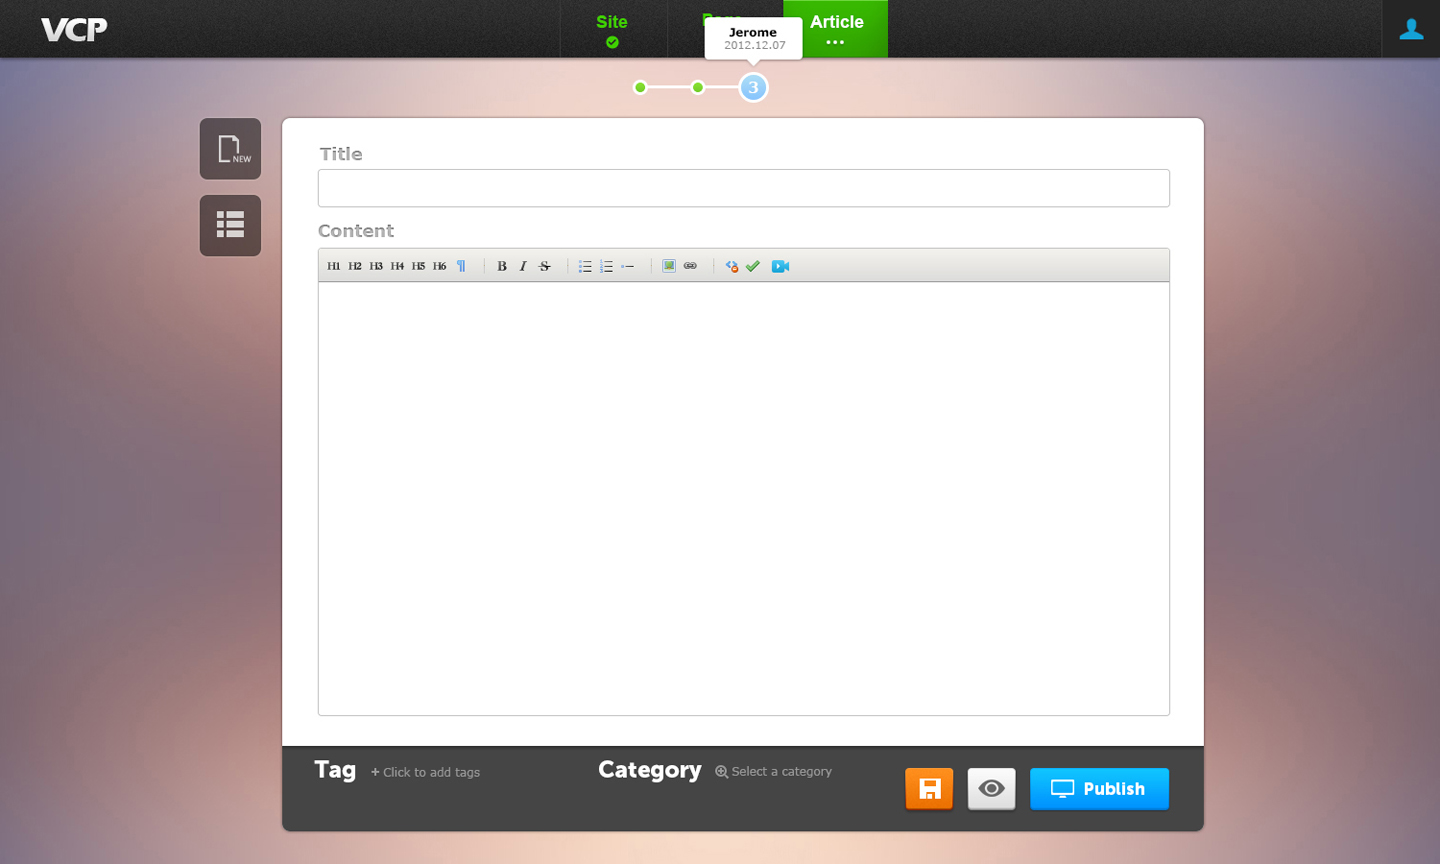 VCP
Site
Article
Jerome
2012.12.07
3
NEW
Title
Content
H1 H2 H3 H4 H5 H6 ¶ B I S
Tag + Click to add tags
Category Select a category
Publish